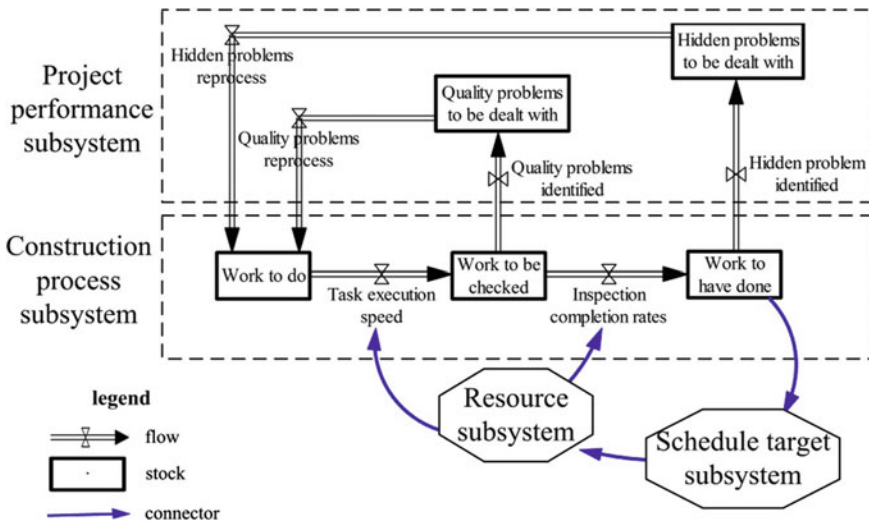 Project
performance
subsystem
Hidden problems
reprocess
Hidden problems
to be dealt with
Quality problems
to be dealt with
Quality problems
reprocess
Quality problems
identified
Hidden problem
identified
Construction
process
subsystem
Work to do
Task execution
speed
Work to be
checked
Inspection
completion rates
Work to
have done
Resource
subsystem
Schedule target
subsystem
legend
flow
stock
connector